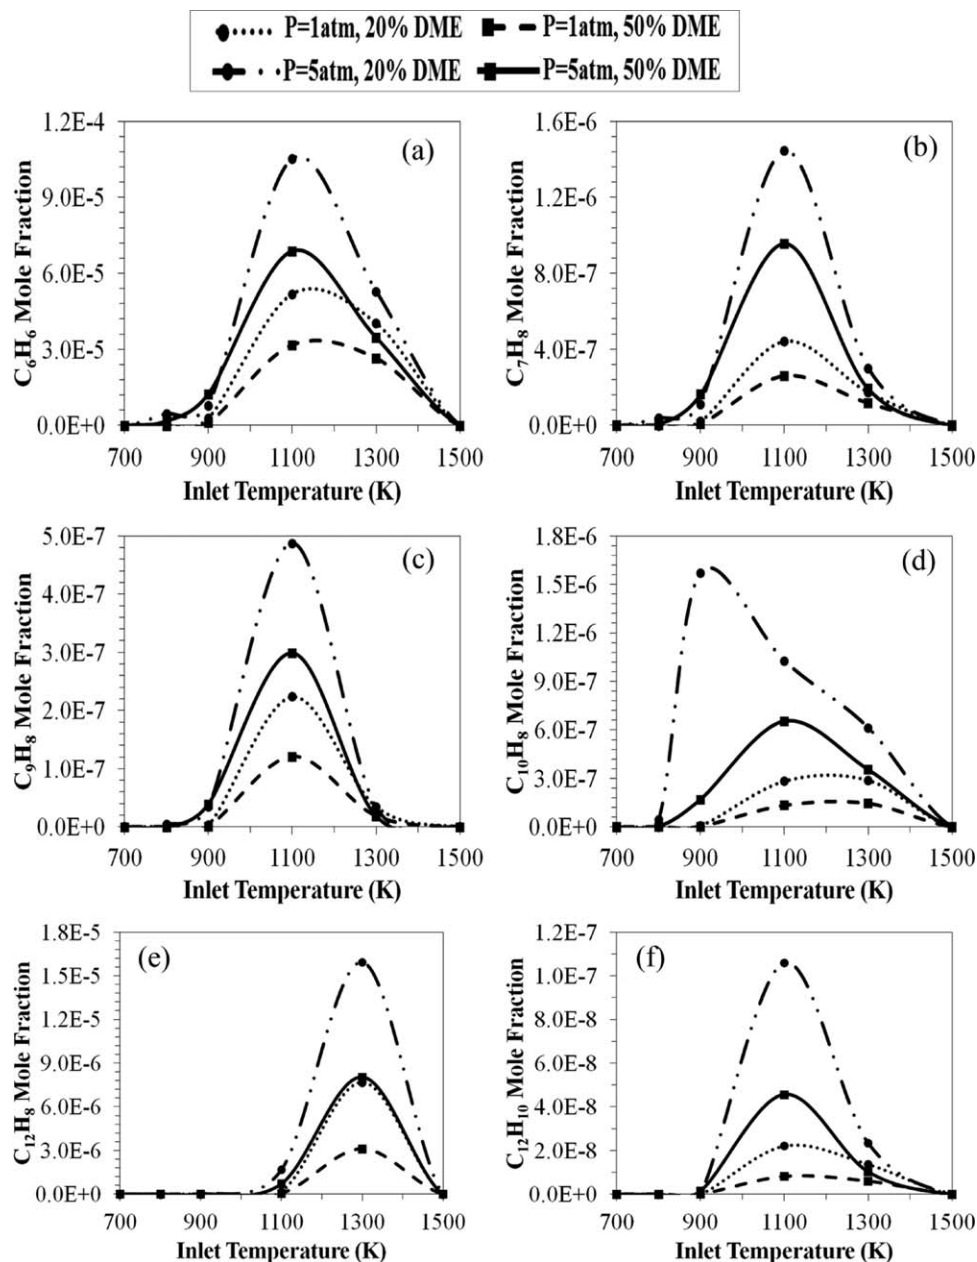 P=1atm, 20% DME P=1atm, 50% DME
P=5atm, 20% DME P=5atm, 50% DME
(a)
C₆H₆ Mole Fraction
1.2E-4
9.0E-5
6.0E-5
3.0E-5
0.0E+0
700 900 1100 1300 1500
Inlet Temperature (K)
(b)
C₇H₈ Mole Fraction
1.6E-6
1.2E-6
8.0E-7
4.0E-7
0.0E+0
700 900 1100 1300 1500
Inlet Temperature (K)
(c)
C₉H₈ Mole Fraction
5.0E-7
4.0E-7
3.0E-7
2.0E-7
1.0E-7
0.0E+0
700 900 1100 1300 1500
Inlet Temperature (K)
(d)
C₁₀H₈ Mole Fraction
1.8E-6
1.5E-6
1.2E-6
9.0E-7
6.0E-7
3.0E-7
0.0E+0
700 900 1100 1300 1500
Inlet Temperature (K)
(e)
C₁₂H₈ Mole Fraction
1.8E-5
1.5E-5
1.2E-5
9.0E-6
6.0E-6
3.0E-6
0.0E+0
700 900 1100 1300 1500
Inlet Temperature (K)
(f)
C₁₂H₁₀ Mole Fraction
1.2E-7
1.0E-7
8.0E-8
6.0E-8
4.0E-8
2.0E-8
0.0E+0
700 900 1100 1300 1500
Inlet Temperature (K)